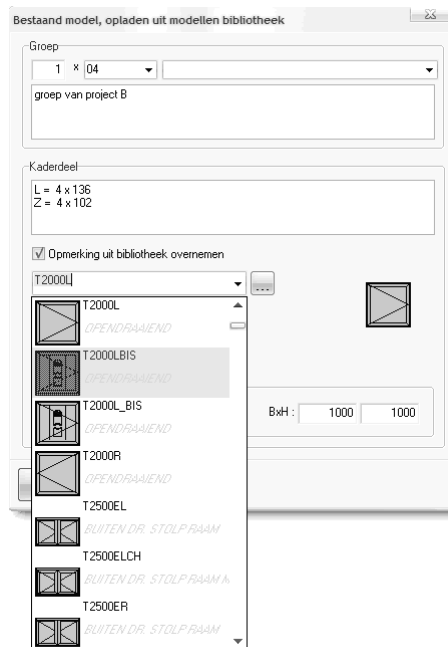 Bestaand model, opladen uit modellen bibliotheek
Groep
1 x 04
groep van project B
Kaderdeel
L = 4 x 136
Z = 4 x 102
Opmerking uit bibliotheek overnemen
T2000L
...
T2000L
OPENDRAAIEND
T2000LBIS
OPENDRAAIEND
T2000L_BIS
OPENDRAAIEND
BxH : 1000 1000
T2000R
OPENDRAAIEND
T2500EL
BUITEN DR. STOLP RAAM
T2500ELCH
BUITEN DR. STOLP RAAM M
T2500ER
BUITEN DR. STOLP RAAM